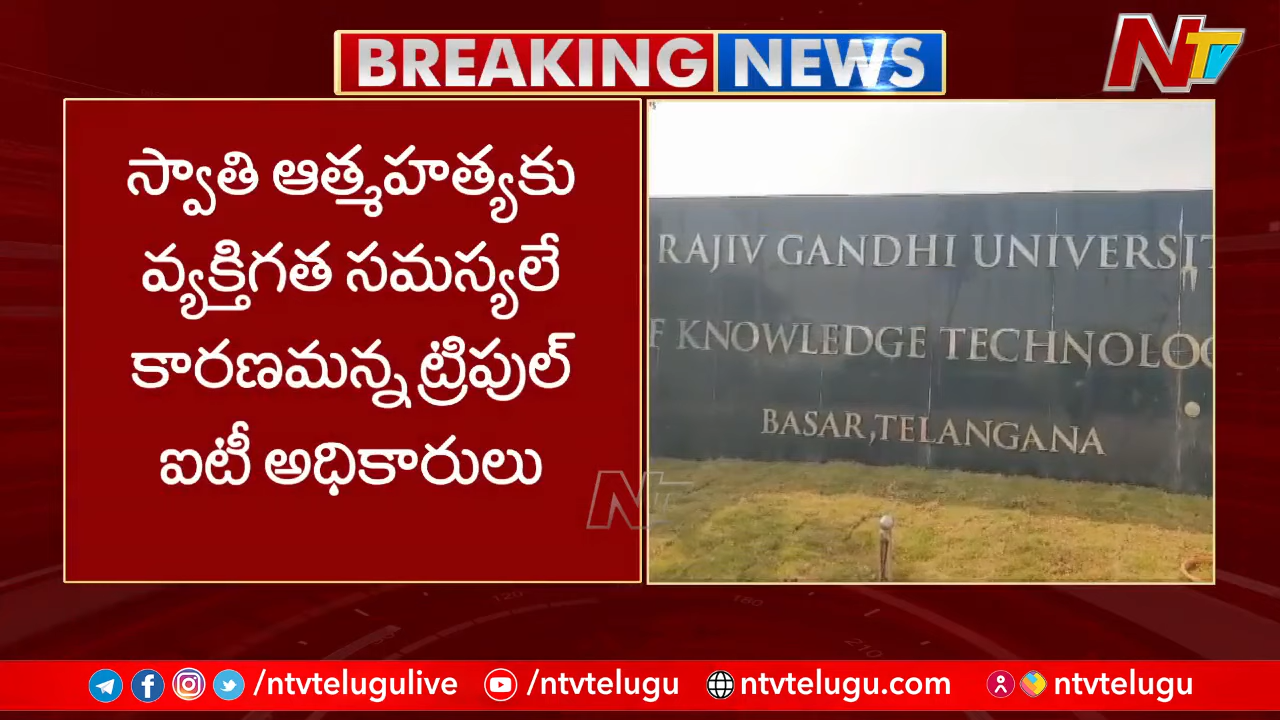 BREAKING NEWS
NTV
స్వాతి ఆత్మహత్యకు
వ్యక్తిగత సమస్యలే
కారణమన్న ట్రిపుల్
ఐటీ అధికారులు
RAJIV GANDHI UNIVERSIT
F KNOWLEDGE TECHNOLOG
BASAR, TELANGANA
/ntvtelugulive /ntvtelugu ntvtelugu.com ntvtelugu